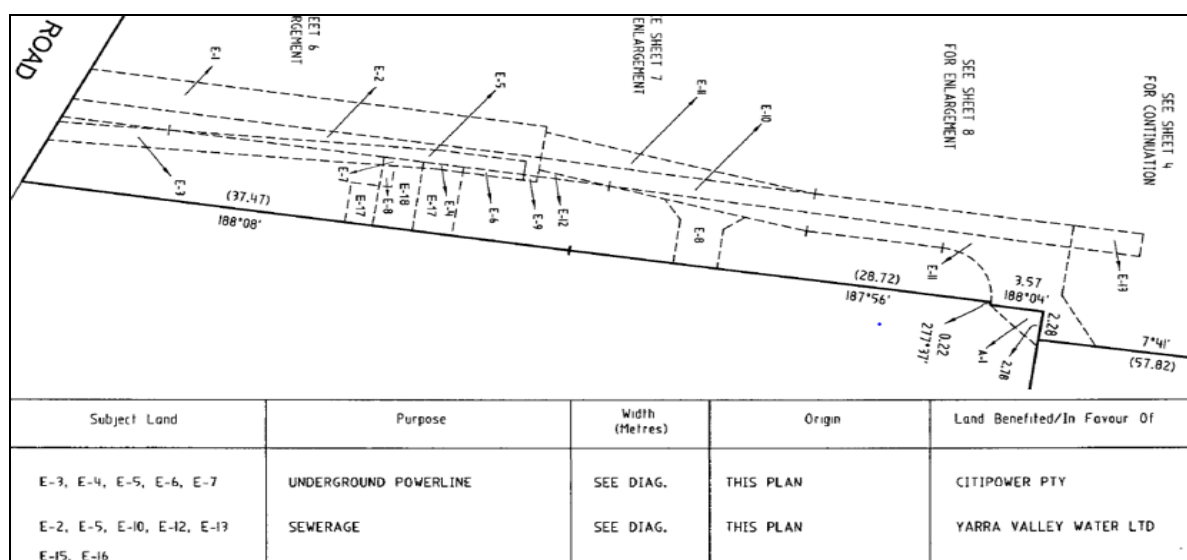 ROAD
EET 6
RGEMENT
E SHEET 7
ENLARGEMENT
SEE SHEET 8
FOR ENLARGEMENT
SEE SHEET 4
FOR CONTINUATION
E-1
E-2
E-5
E-11
E-10
E-3
E-7
E-17
E-8
E-18
E-17
E-4
E-6
E-9
E-12
E-8
E-11
E-13
(37.47)
188°08'
(28.72)
187°56'
3.57
188°04'
2.28
0.22
277°37'
A-1
2.78
7°41'
(57.82)
Subject Land Purpose Width Origin Land Benefited/In Favour Of
(Metres)
E-3, E-4, E-5, E-6, E-7 UNDERGROUND POWERLINE SEE DIAG. THIS PLAN CITIPOWER PTY
E-2, E-5, E-10, E-12, E-13 SEWERAGE SEE DIAG. THIS PLAN YARRA VALLEY WATER LTD
E-15, E-16